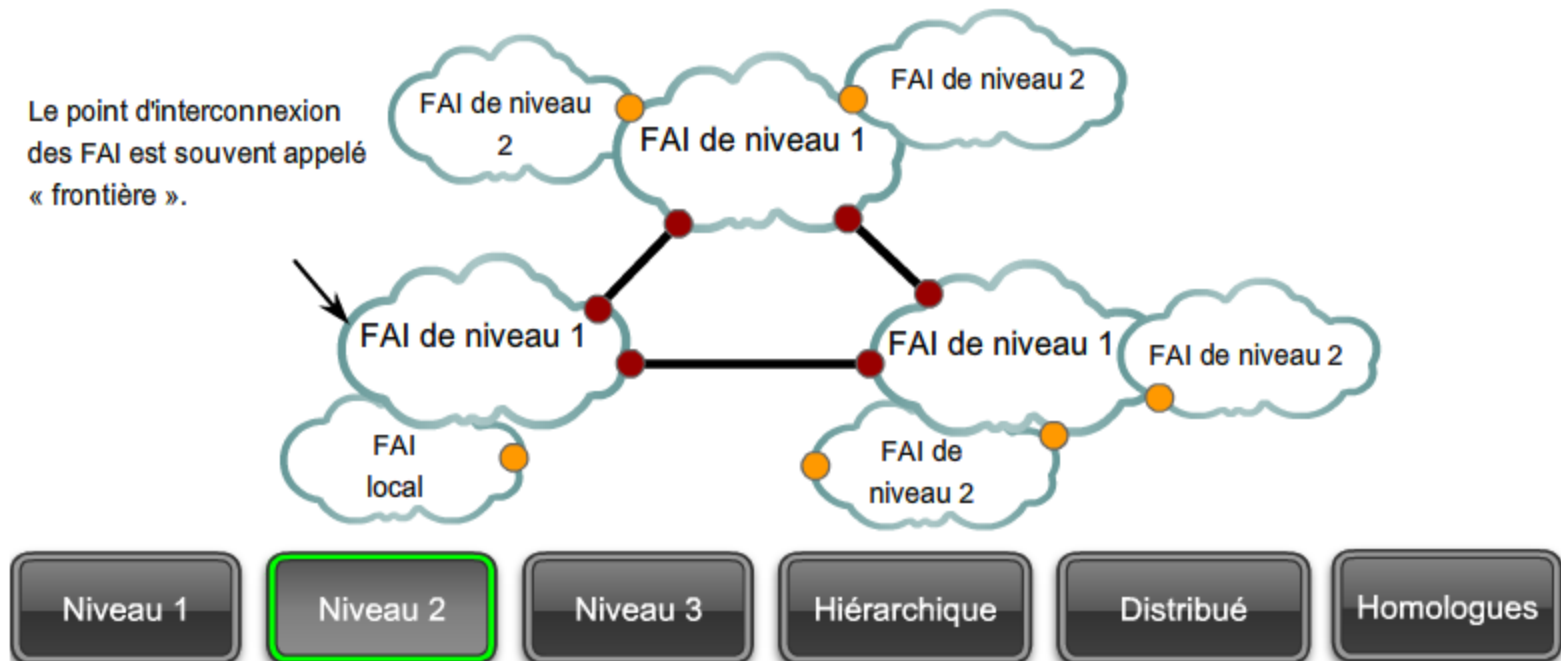 Le point d'interconnexion
des FAI est souvent appelé
« frontière ».
FAI de niveau
2
FAI de niveau 1
FAI de niveau 2
FAI de niveau 1
FAI de niveau 1
FAI de niveau 2
FAI
local
FAI de
niveau 2
Niveau 1
Niveau 2
Niveau 3
Hiérarchique
Distribué
Homologues